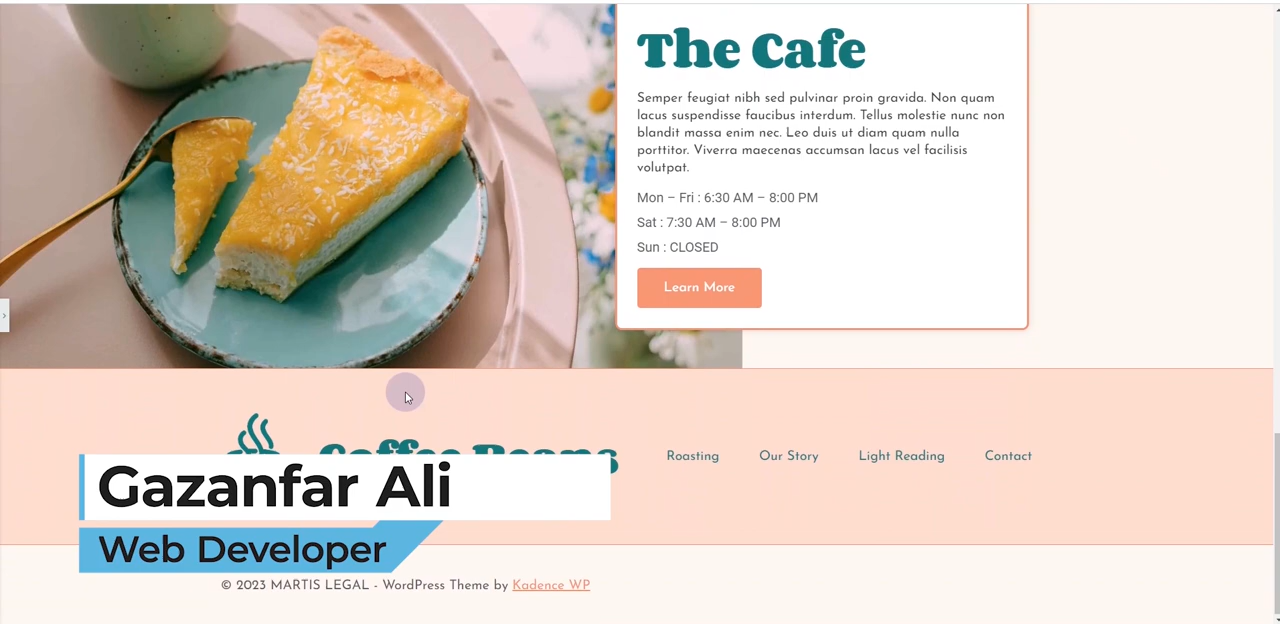 The Cafe
Semper feugiat nibh sed pulvinar proin gravida. Non quam
lacus suspendisse faucibus interdum. Tellus molestie nunc non
blandit massa enim nec. Leo duis ut diam quam nulla
porttitor. Viverra maecenas accumsan lacus vel facilisis
volutpat.
Mon – Fri : 6:30 AM – 8:00 PM
Sat : 7:30 AM – 8:00 PM
Sun : CLOSED
Learn More
Coffee Beans
Roasting Our Story Light Reading Contact
Gazanfar Ali
Web Developer
© 2023 MARTIS LEGAL - WordPress Theme by Kadence WP